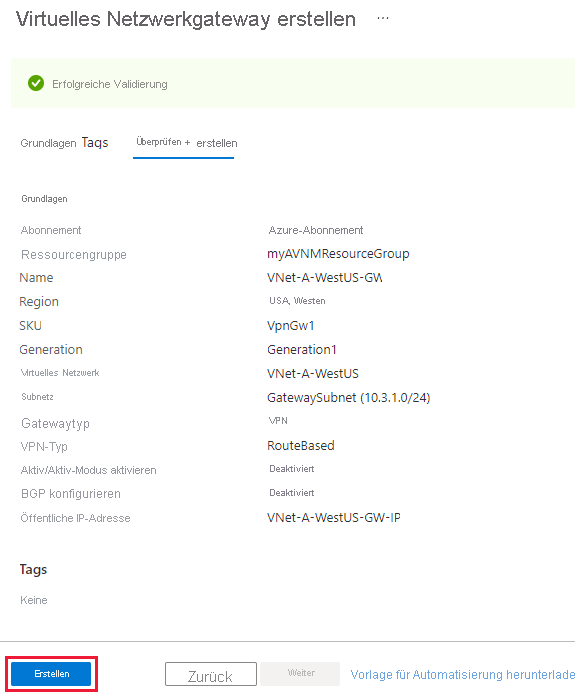 Virtuelles Netzwerkgateway erstellen ...
Erfolgreiche Validierung
Grundlagen Tags Überprüfen + erstellen
Grundlagen
Abonnement Azure-Abonnement
Ressourcengruppe myAVNMResourceGroup
Name VNet-A-WestUS-GW
Region USA, Westen
SKU VpnGw1
Generation Generation1
Virtuelles Netzwerk VNet-A-WestUS
Subnetz GatewaySubnet (10.3.1.0/24)
Gatewaytyp VPN
VPN-Typ RouteBased
Aktiv/Aktiv-Modus aktivieren Deaktiviert
BGP konfigurieren Deaktiviert
Öffentliche IP-Adresse VNet-A-WestUS-GW-IP
Tags
Keine
Erstellen Zurück Weiter Vorlage für Automatisierung herunterlade